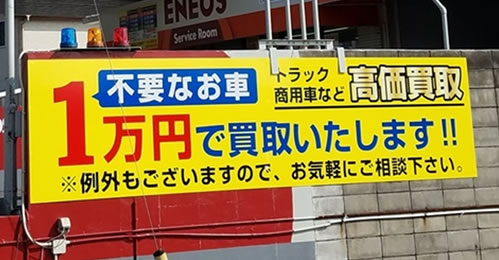 ENEOS
Service Room
不要なお車
トラック
商用車など
高価買取
1万円で買取いたします!!
※例外もございますので、お気軽にご相談下さい。